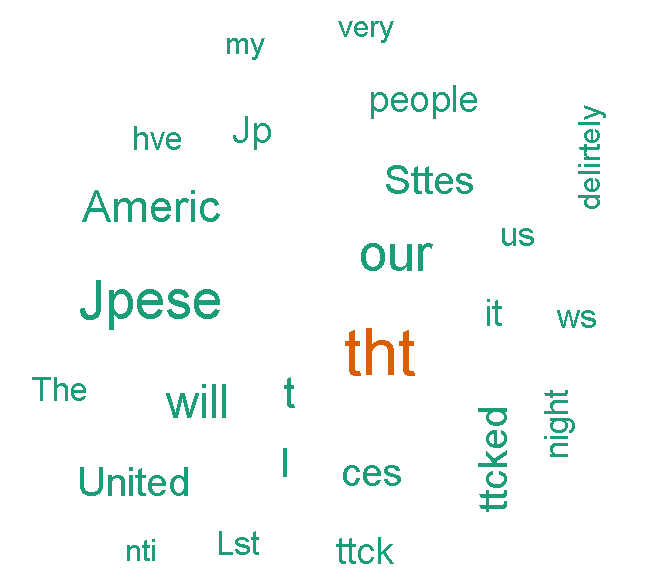 very
my
people
hve
Jp
delirtely
Sttes
Americ
us
our
Jpese
it
ws
tht
The
will
t
night
ttcked
I
ces
United
Lst
nti
ttck